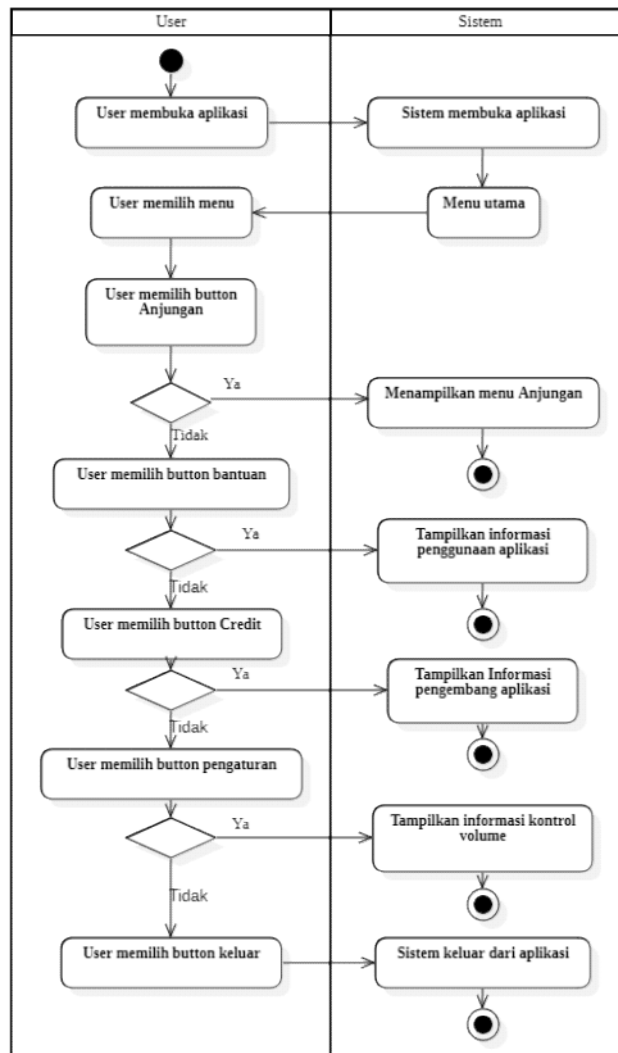 User
Sistem
User membuka aplikasi
Sistem membuka aplikasi
User memilih menu
Menu utama
User memilih button
Anjungan
Ya
Menampilkan menu Anjungan
Tidak
User memilih button bantuan
Ya
Tampilkan informasi
penggunaan aplikasi
Tidak
User memilih button Credit
Ya
Tampilkan Informasi
pengembang aplikasi
Tidak
User memilih button pengaturan
Ya
Tampilkan informasi kontrol
volume
Tidak
User memilih button keluar
Sistem keluar dari aplikasi